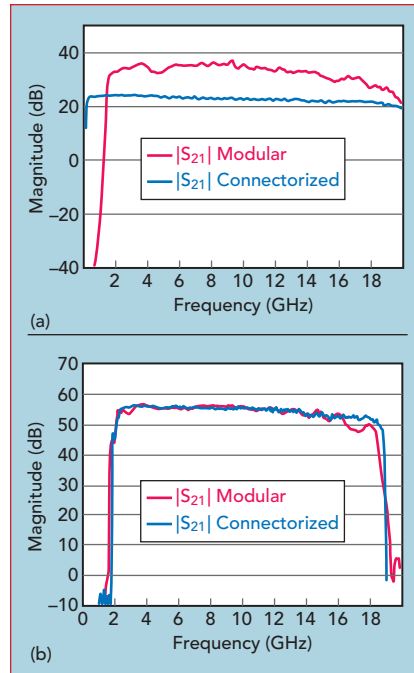 40
20
0
−20
−40
Magnitude (dB)
|S21| Modular
|S21| Connectorized
2 4 6 8 10 12 14 16 18
Frequency (GHz)
(a)
70
60
50
40
30
20
10
0
−10
Magnitude (dB)
|S21| Modular
|S21| Connectorized
0 2 4 6 8 10 12 14 16 18
Frequency (GHz)
(b)